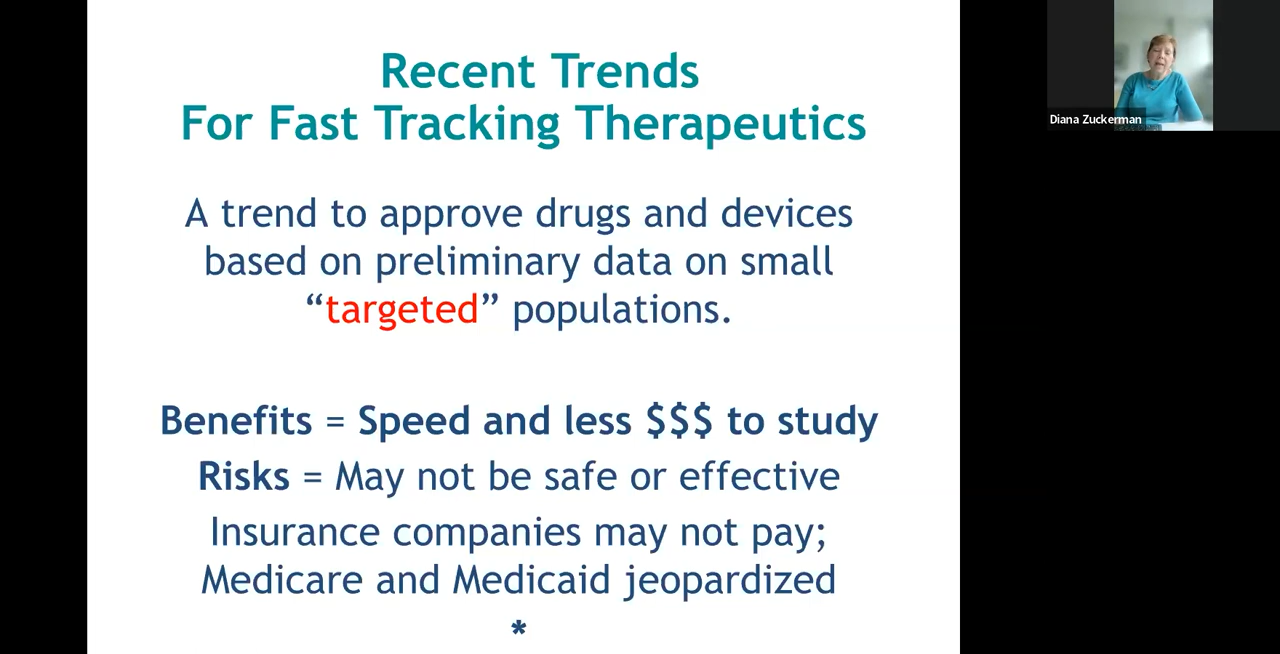 Recent Trends
For Fast Tracking Therapeutics
A trend to approve drugs and devices
based on preliminary data on small
“targeted” populations.
Benefits = Speed and less $$$ to study
Risks = May not be safe or effective
Insurance companies may not pay;
Medicare and Medicaid jeopardized
*
Diana Zuckerman